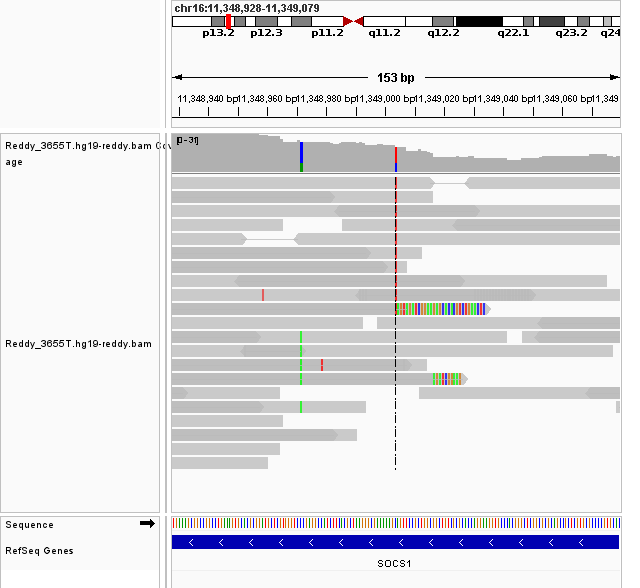 chr16:11,348,928-11,349,079
p13.2 p12.3 p11.2 q11.2 q12.2 q22.1 q23.2 q24
153 bp
11,348,940 bp 11,348,960 bp 11,348,980 bp 11,349,000 bp 11,349,020 bp 11,349,040 bp 11,349,060 bp 11,349
[0-31]
Reddy_3655T.hg19-reddy.bam Cov
age
Reddy_3655T.hg19-reddy.bam
Sequence
RefSeq Genes
SOCS1